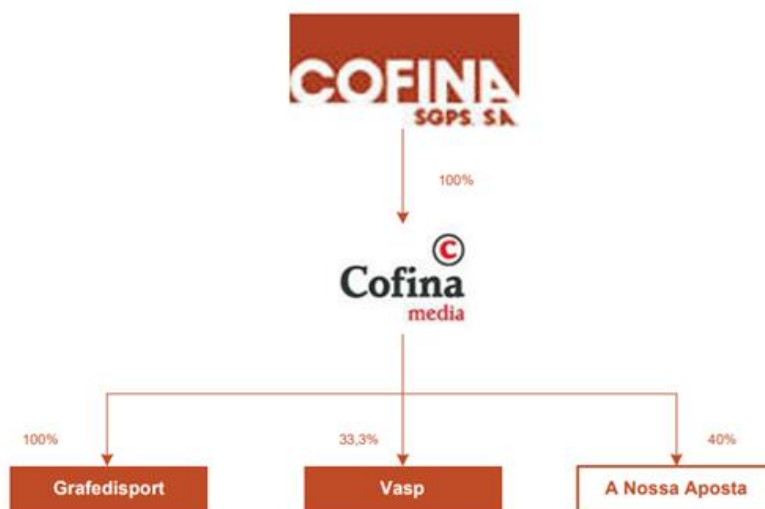 COFINA
SGPS, SA
100%
C
Cofina
media
100%
33,3%
40%
Grafedisport
Vasp
A Nossa Aposta